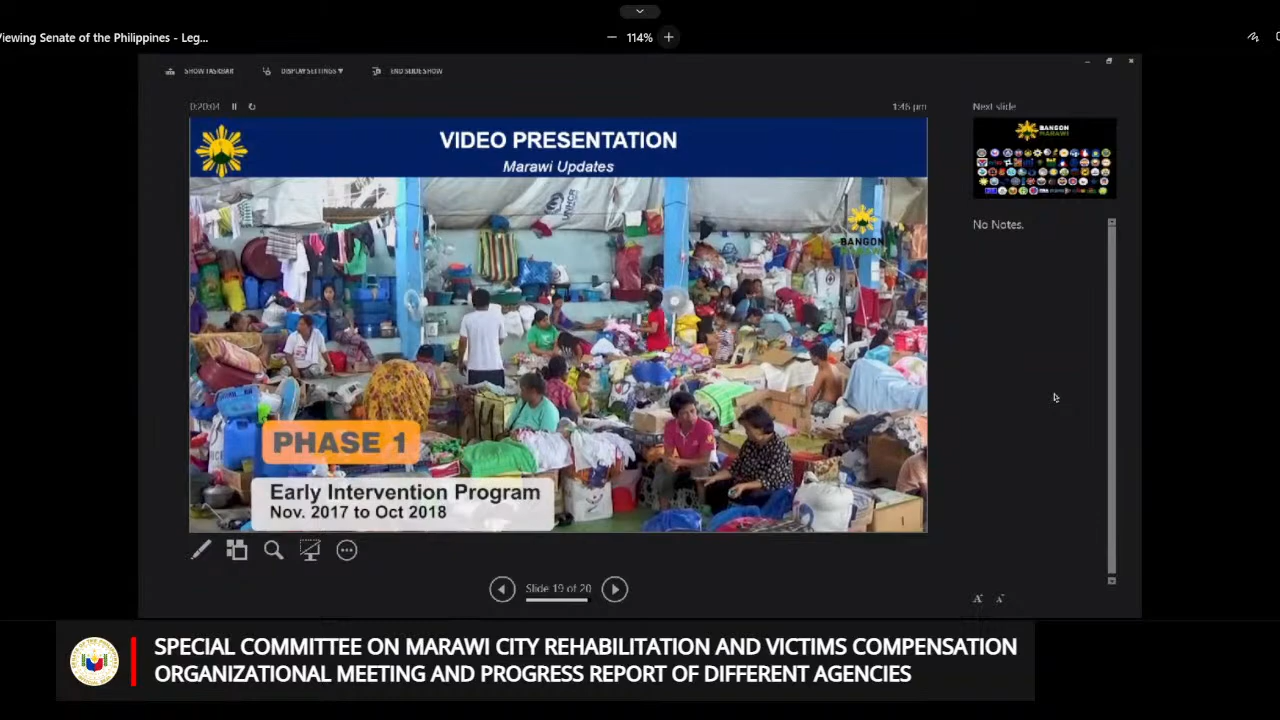 Viewing Senate of the Philippines - Leg...
114%
SHOW TASKBAR
DISPLAY SETTINGS
END SLIDE SHOW
0:20:04
1:46 pm
Next slide
VIDEO PRESENTATION
Marawi Updates
BANGON
MARAWI
No Notes.
UNHCR
BANGON
PHASE 1
Early Intervention Program
Nov. 2017 to Oct 2018
Slide 19 of 20
A A
SPECIAL COMMITTEE ON MARAWI CITY REHABILITATION AND VICTIMS COMPENSATION
ORGANIZATIONAL MEETING AND PROGRESS REPORT OF DIFFERENT AGENCIES